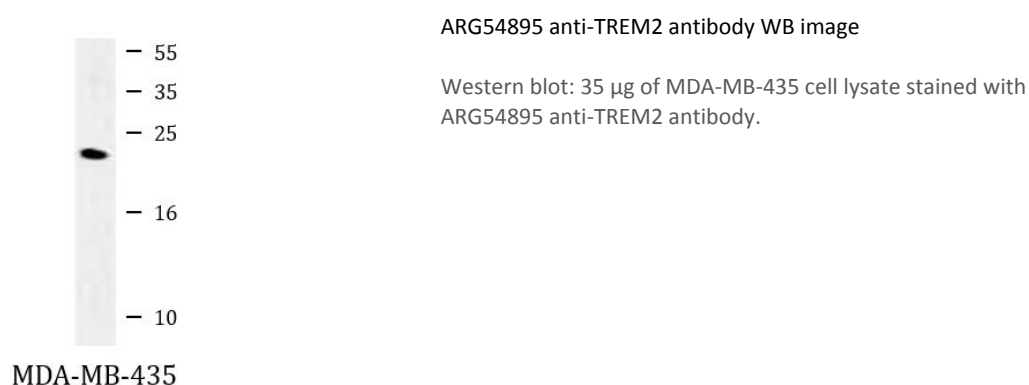 ARG54895 anti-TREM2 antibody WB image
Western blot: 35 µg of MDA-MB-435 cell lysate stained with
ARG54895 anti-TREM2 antibody.
55
35
25
16
10
MDA-MB-435